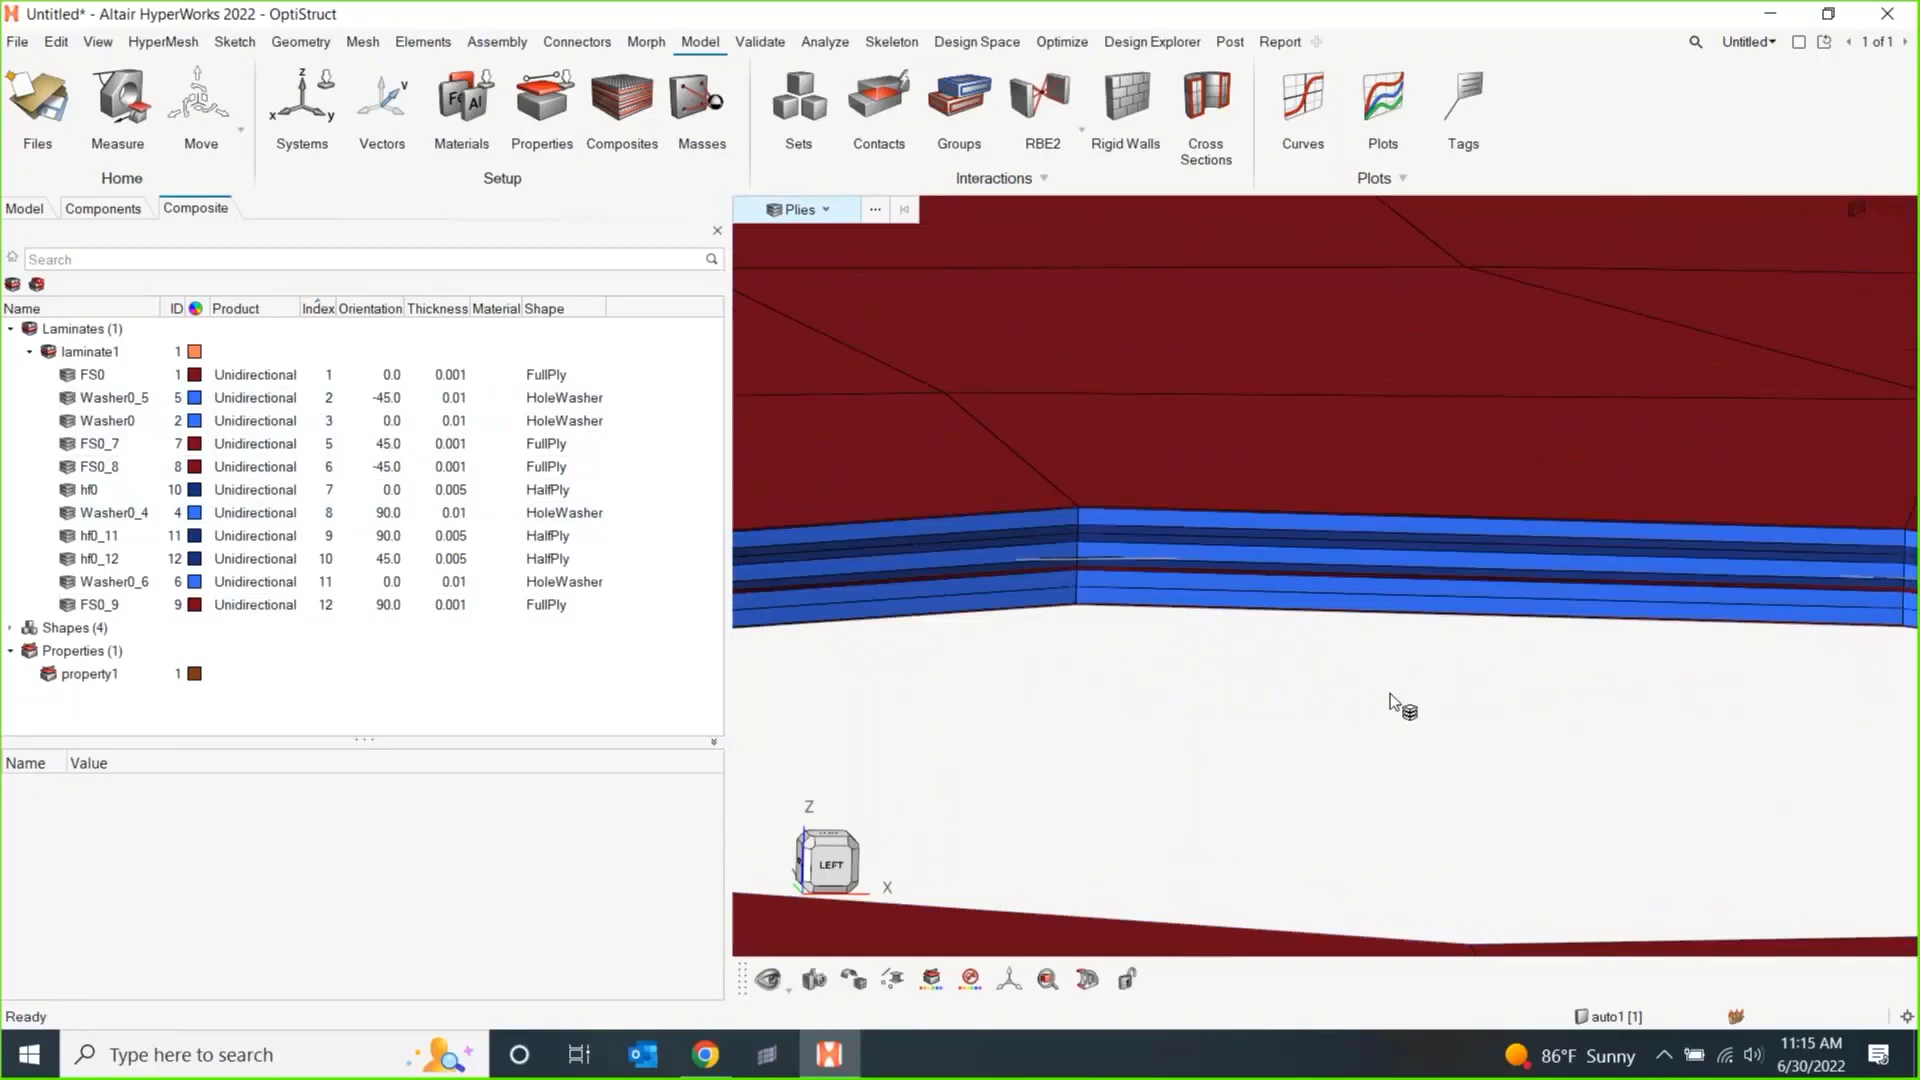 Untitled* - Altair HyperWorks 2022 - OptiStruct
File Edit View HyperMesh Sketch Geometry Mesh Elements Assembly Connectors Morph Model Validate Analyze Skeleton Design Space Optimize Design Explorer Post Report Untitled 1 of 1
Files Measure Move Systems Vectors Materials Properties Composites Masses Sets Contacts Groups RBE2 Rigid Walls Cross Sections Curves Plots Tags
Home Setup Interactions Plots
Model Components Composite
Plies ...
Search
Name ID Product Index Orientation Thickness Material Shape
Laminates (1)
laminate1 1
FS0 1 Unidirectional 1 0.0 0.001 FullPly
Washer0_5 5 Unidirectional 2 -45.0 0.01 HoleWasher
Washer0 2 Unidirectional 3 0.0 0.01 HoleWasher
FS0_7 7 Unidirectional 5 45.0 0.001 FullPly
FS0_8 8 Unidirectional 6 -45.0 0.001 FullPly
hf0 10 Unidirectional 7 0.0 0.005 HalfPly
Washer0_4 4 Unidirectional 8 90.0 0.01 HoleWasher
hf0_11 11 Unidirectional 9 90.0 0.005 HalfPly
hf0_12 12 Unidirectional 10 45.0 0.005 HalfPly
Washer0_6 6 Unidirectional 11 0.0 0.01 HoleWasher
FS0_9 9 Unidirectional 12 90.0 0.001 FullPly
Shapes (4)
Properties (1)
property1 1
Name Value
Z
LEFT
X
Ready
auto1 [1]
Type here to search
86°F Sunny
11:15 AM
6/30/2022